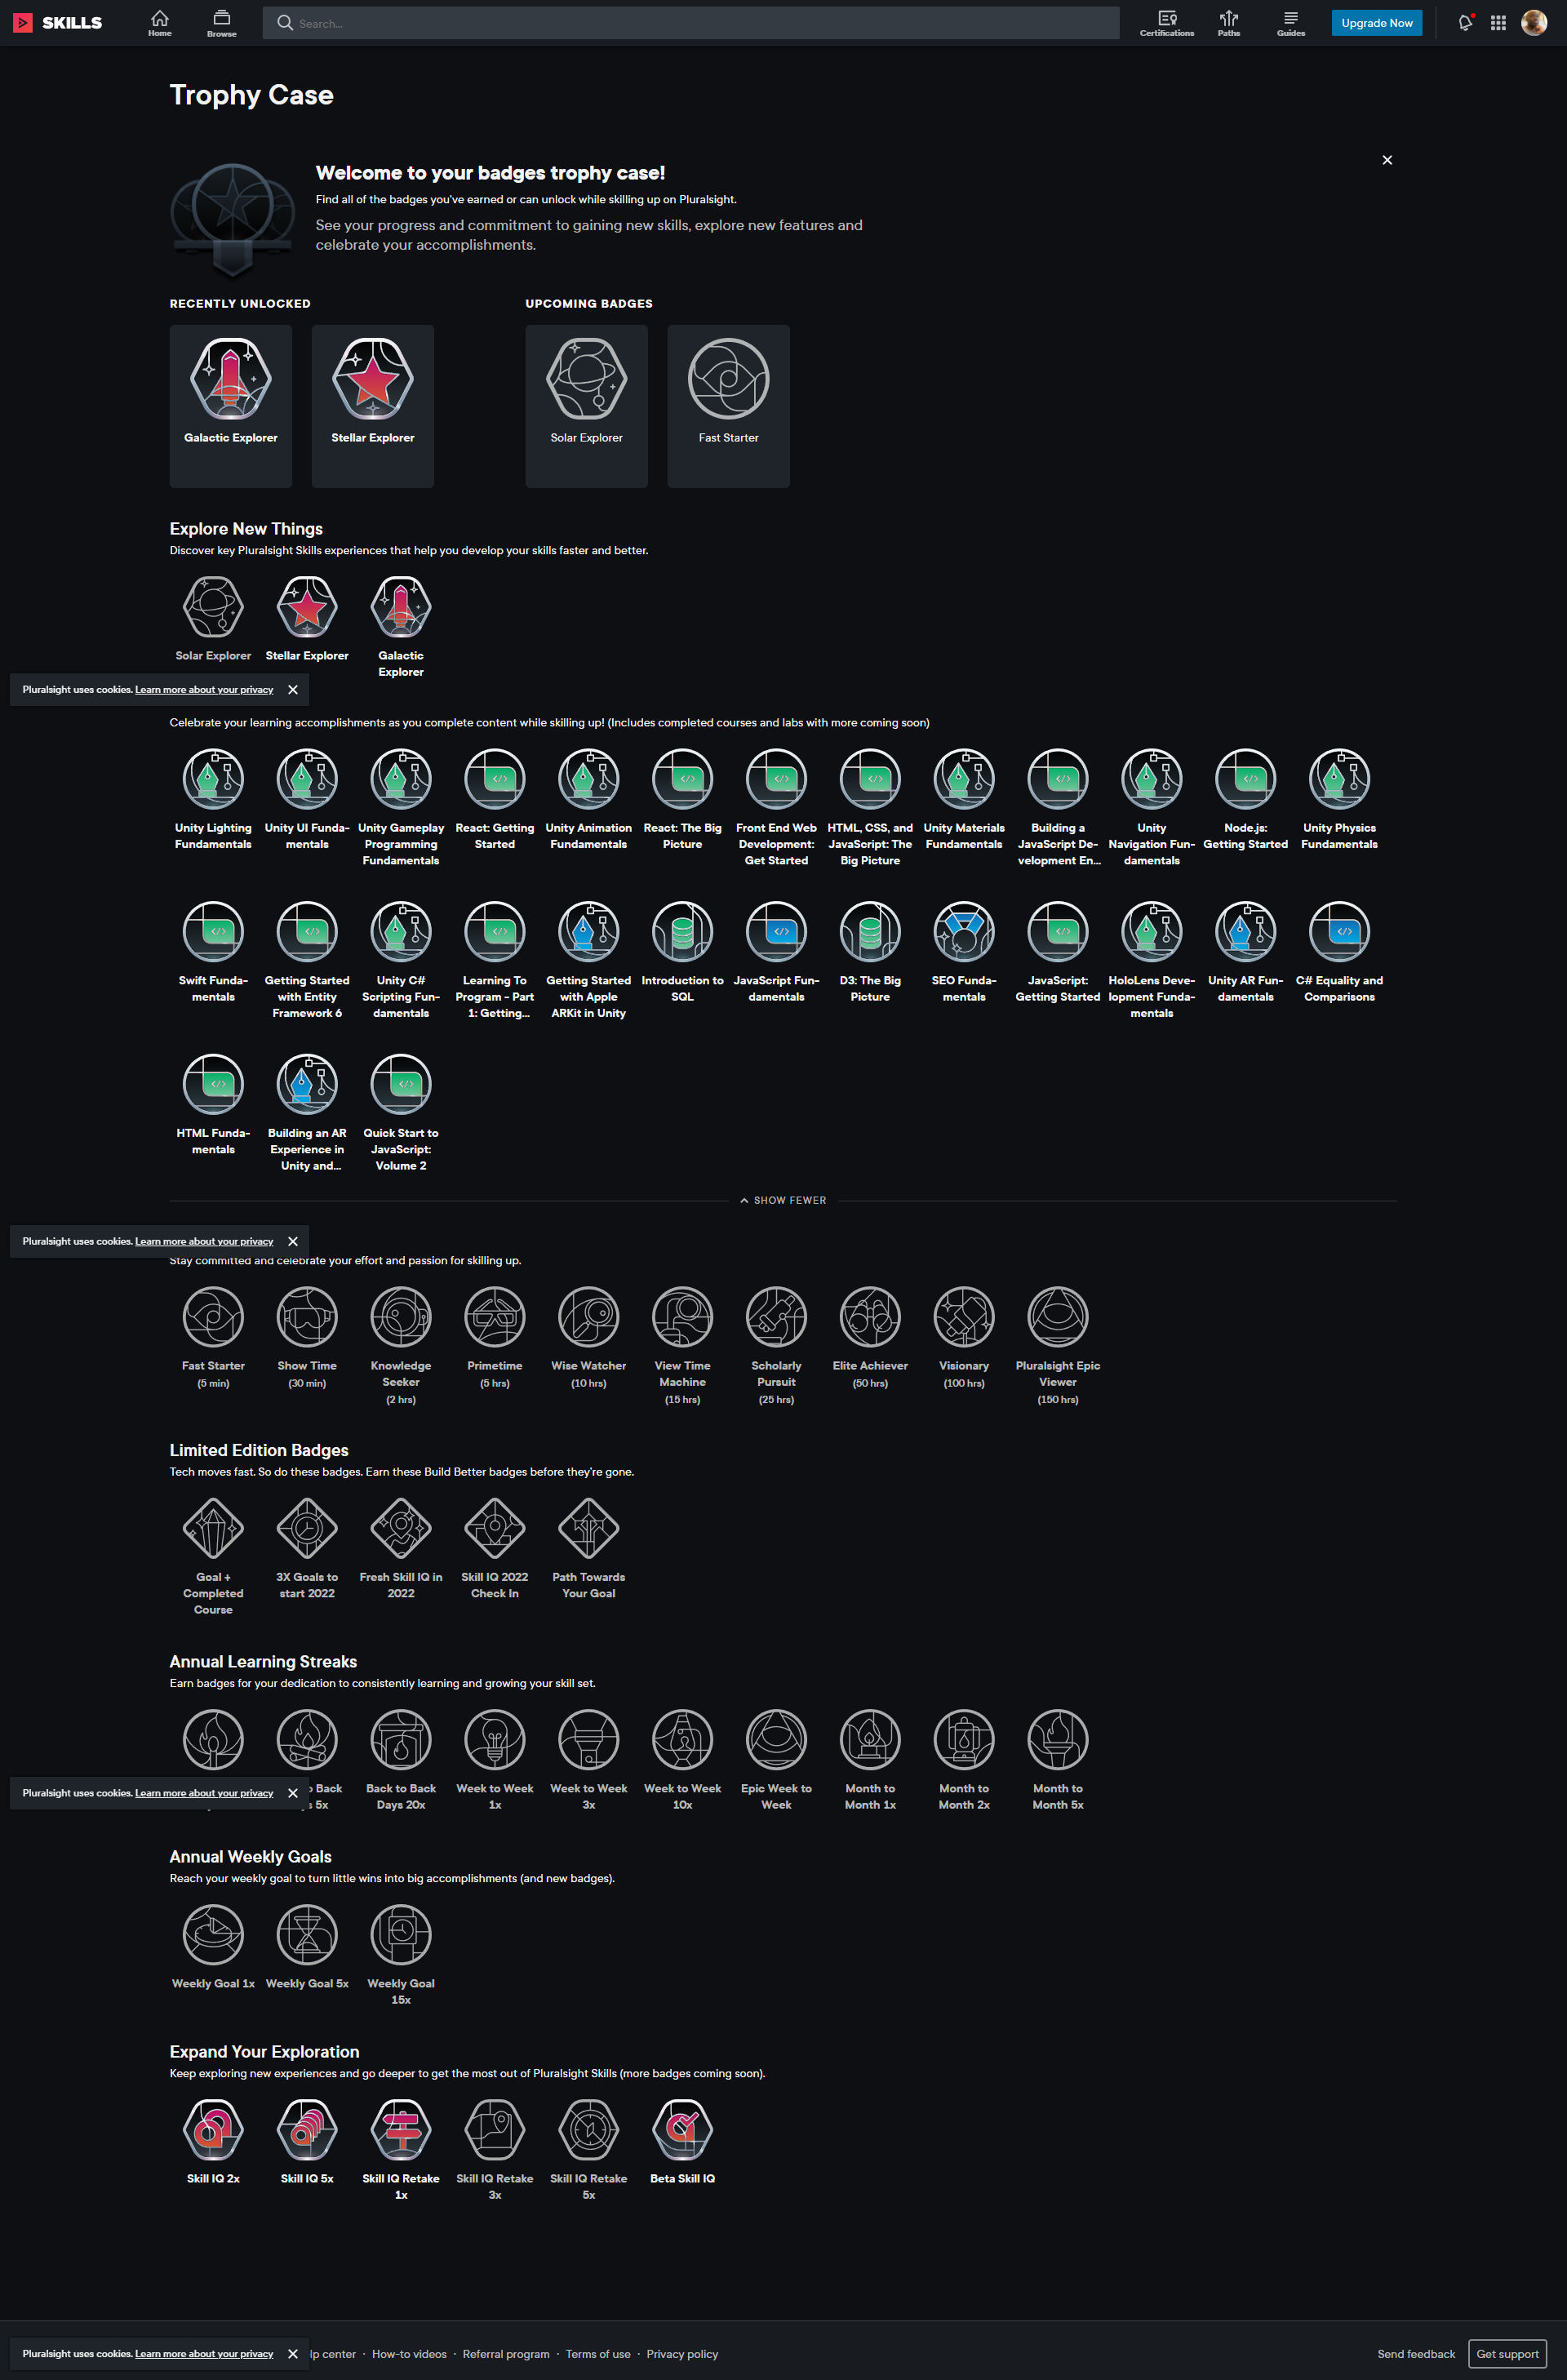 SKILLS
Home
Browse
Search...
Certifications
Paths
Guides
Upgrade Now
Trophy Case
Welcome to your badges trophy case!
Find all of the badges you've earned or can unlock while skilling up on Pluralsight.
See your progress and commitment to gaining new skills, explore new features and
celebrate your accomplishments.
RECENTLY UNLOCKED
UPCOMING BADGES
Galactic Explorer
Stellar Explorer
Solar Explorer
Fast Starter
Explore New Things
Discover key Pluralsight Skills experiences that help you develop your skills faster and better.
Solar Explorer
Stellar Explorer
Galactic
Explorer
Pluralsight uses cookies. Learn more about your privacy
Celebrate your learning accomplishments as you complete content while skilling up! (Includes completed courses and labs with more coming soon)
Unity Lighting
Fundamentals
Unity UI Funda-
mentals
Unity Gameplay
Programming
Fundamentals
React: Getting
Started
Unity Animation
Fundamentals
React: The Big
Picture
Front End Web
Development:
Get Started
HTML, CSS, and
JavaScript: The
Big Picture
Unity Materials
Fundamentals
Building a
JavaScript De-
velopment En...
Unity
Navigation Fun-
damentals
Node.js:
Getting Started
Unity Physics
Fundamentals
Swift Funda-
mentals
Getting Started
with Entity
Framework 6
Unity C#
Scripting Fun-
damentals
Learning To
Program - Part
1: Getting...
Getting Started
with Apple
ARKit in Unity
Introduction to
SQL
JavaScript Fun-
damentals
D3: The Big
Picture
SEO Funda-
mentals
JavaScript:
Getting Started
HoloLens Deve-
lopment Funda-
mentals
Unity AR Fun-
damentals
C# Equality and
Comparisons
HTML Funda-
mentals
Building an AR
Experience in
Unity and...
Quick Start to
JavaScript:
Volume 2
SHOW FEWER
Pluralsight uses cookies. Learn more about your privacy
Stay committed and celebrate your effort and passion for skilling up.
Fast Starter
(5 min)
Show Time
(30 min)
Knowledge
Seeker
(2 hrs)
Primetime
(5 hrs)
Wise Watcher
(10 hrs)
View Time
Machine
(15 hrs)
Scholarly
Pursuit
(25 hrs)
Elite Achiever
(50 hrs)
Visionary
(100 hrs)
Pluralsight Epic
Viewer
(150 hrs)
Limited Edition Badges
Tech moves fast. So do these badges. Earn these Build Better badges before they're gone.
Goal +
Completed
Course
3X Goals to
start 2022
Fresh Skill IQ in
2022
Skill IQ 2022
Check In
Path Towards
Your Goal
Annual Learning Streaks
Earn badges for your dedication to consistently learning and growing your skill set.
Pluralsight uses cookies. Learn more about your privacy
Back
5x
Back to Back
Days 20x
Week to Week
1x
Week to Week
3x
Week to Week
10x
Epic Week to
Week
Month to
Month 1x
Month to
Month 2x
Month to
Month 5x
Annual Weekly Goals
Reach your weekly goal to turn little wins into big accomplishments (and new badges).
Weekly Goal 1x
Weekly Goal 5x
Weekly Goal
15x
Expand Your Exploration
Keep exploring new experiences and go deeper to get the most out of Pluralsight Skills (more badges coming soon).
Skill IQ 2x
Skill IQ 5x
Skill IQ Retake
1x
Skill IQ Retake
3x
Skill IQ Retake
5x
Beta Skill IQ
Pluralsight uses cookies. Learn more about your privacy
lp center · How-to videos · Referral program · Terms of use · Privacy policy
Send feedback
Get support